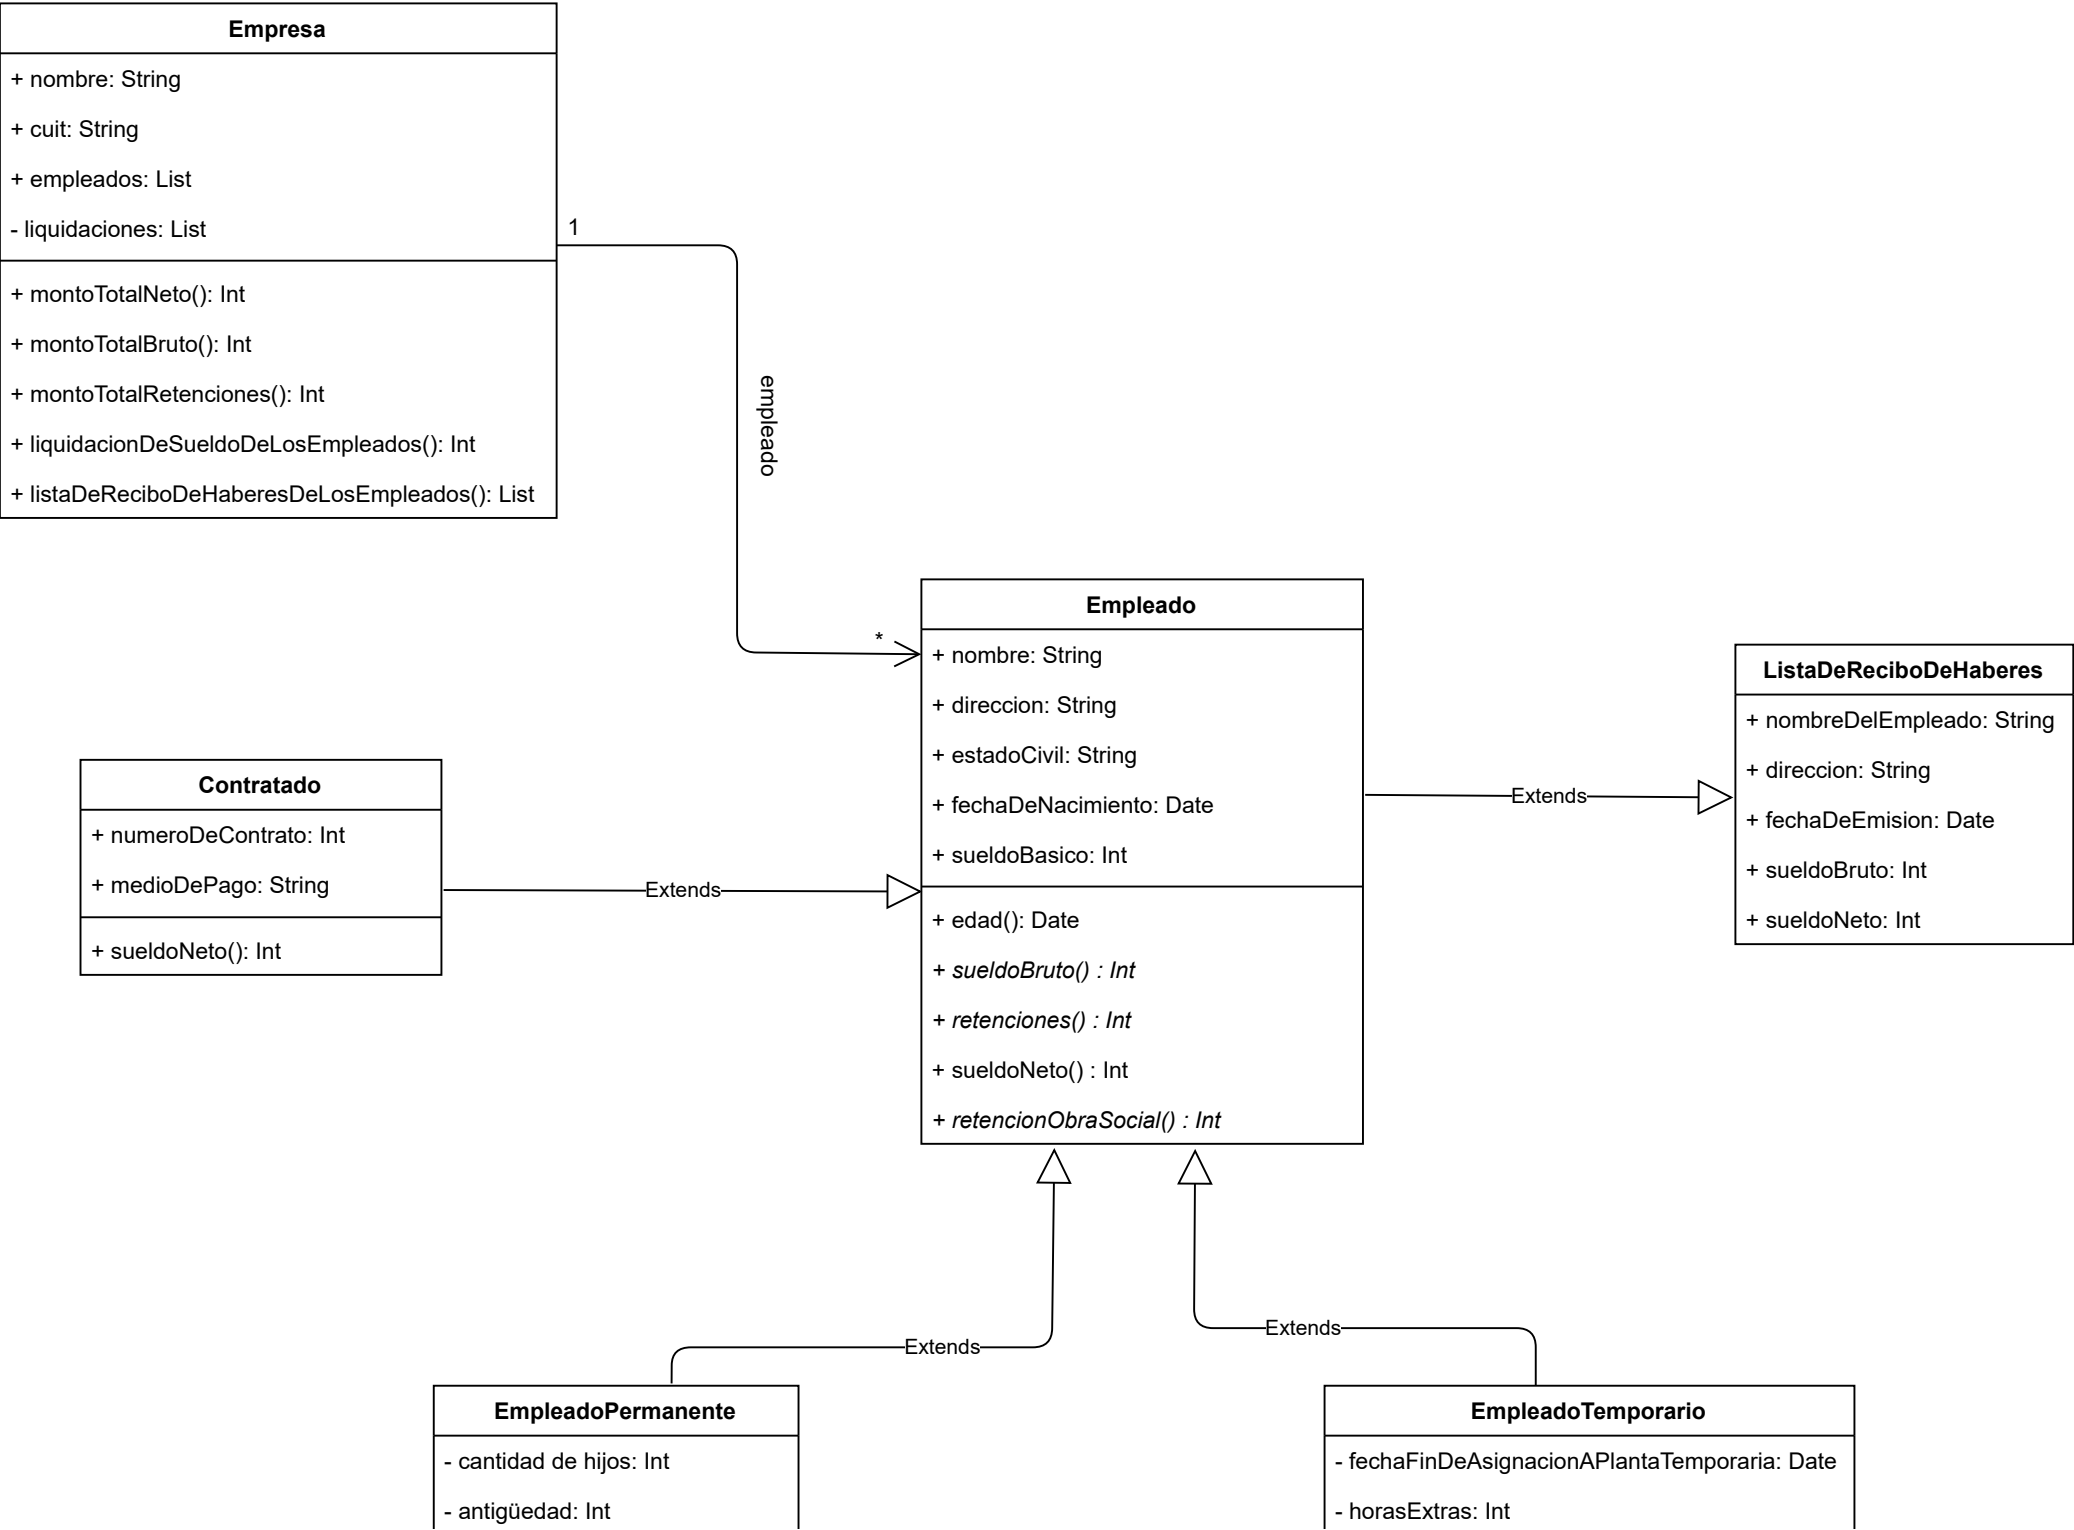 Empresa
+ nombre: String
+ cuit: String
+ empleados: List
- liquidaciones: List
+ montoTotalNeto(): Int
+ montoTotalBruto(): Int
+ montoTotalRetenciones(): Int
+ liquidacionDeSueldoDeLosEmpleados(): Int
+ listaDeReciboDeHaberesDeLosEmpleados(): List
1
empleado
*
Empleado
+ nombre: String
+ direccion: String
+ estadoCivil: String
+ fechaDeNacimiento: Date
+ sueldoBasico: Int
+ edad(): Date
+ sueldoBruto() : Int
+ retenciones() : Int
+ sueldoNeto() : Int
+ retencionObraSocial() : Int
Extends
ListaDeReciboDeHaberes
+ nombreDelEmpleado: String
+ direccion: String
+ fechaDeEmision: Date
+ sueldoBruto: Int
+ sueldoNeto: Int
Contratado
+ numeroDeContrato: Int
+ medioDePago: String
+ sueldoNeto(): Int
Extends
Extends
Extends
EmpleadoPermanente
- cantidad de hijos: Int
- antigüedad: Int
EmpleadoTemporario
- fechaFinDeAsignacionAPlantaTemporaria: Date
- horasExtras: Int